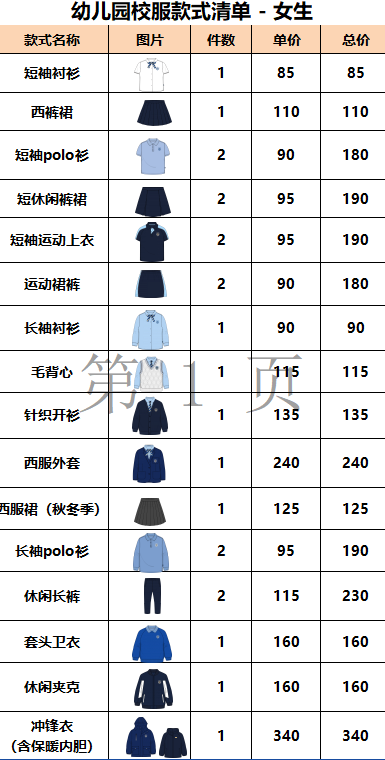 幼儿园校服款式清单 - 女生
款式名称 图片 件数 单价 总价
短袖衬衫 1 85 85
西裤裙 1 110 110
短袖polo衫 2 90 180
短休闲裤裙 2 95 190
短袖运动上衣 2 95 190
运动裙裤 2 90 180
长袖衬衫 1 90 90
毛背心 1 115 115
第 1 页
针织开衫 1 135 135
西服外套 1 240 240
西服裙（秋冬季） 1 125 125
长袖polo衫 2 95 190
休闲长裤 2 115 230
套头卫衣 1 160 160
休闲夹克 1 160 160
冲锋衣
（含保暖内胆） 1 340 340